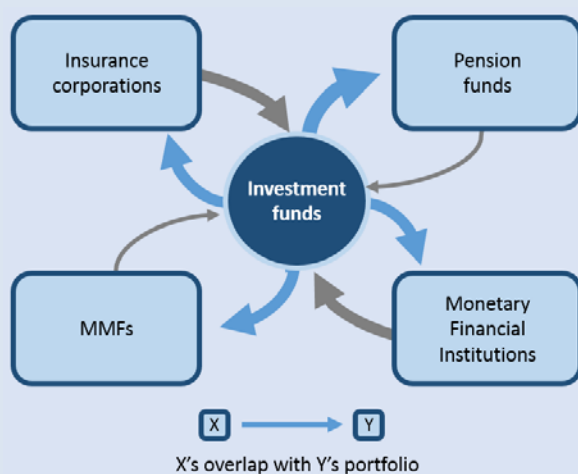 Insurance
corporations
Pension
funds
Investment
funds
MMFs
Monetary
Financial
Institutions
X
Y
X's overlap with Y's portfolio